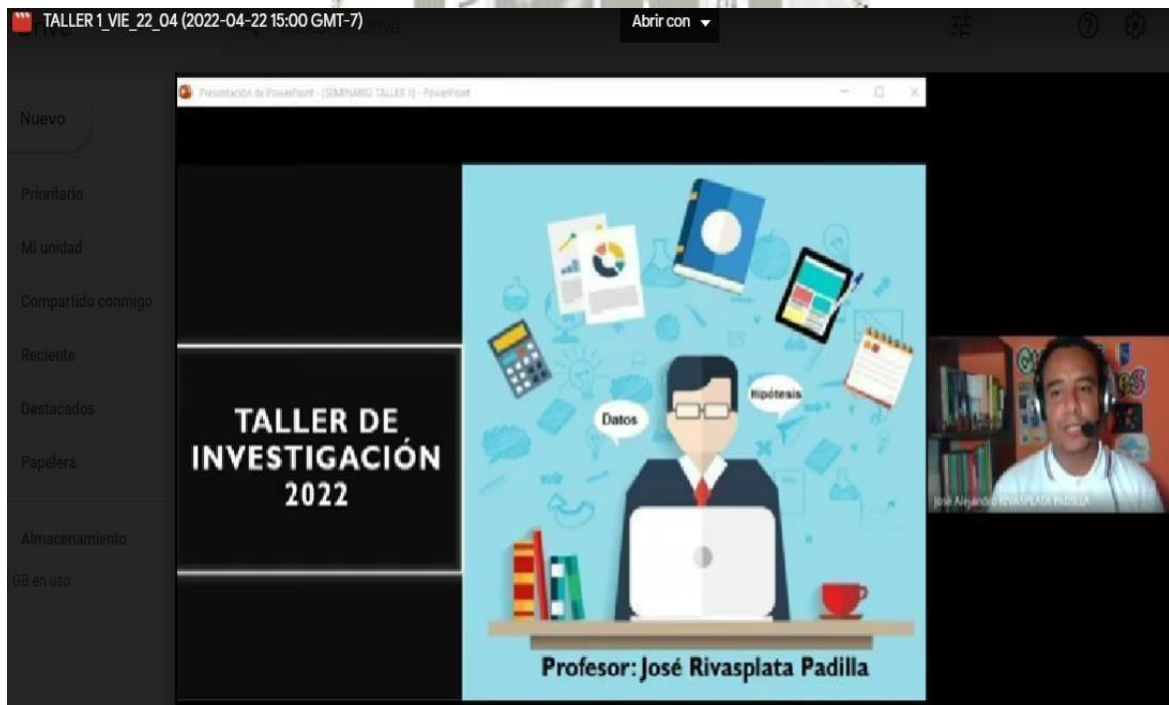 TALLER 1_VIE_22_04 (2022-04-22 15:00 GMT-7)
Abrir con
Drive
Presentación de PowerPoint - [SEMINARIO TALLER I] - PowerPoint
Nuevo
Prioritario
Mi unidad
Compartido conmigo
Reciente
Destacados
Papelera
Almacenamiento
GB en uso
TALLER DE
INVESTIGACIÓN
2022
Datos
Hipótesis
Profesor: José Rivasplata Padilla
José Alejandro RIVASPLATA PADILLA